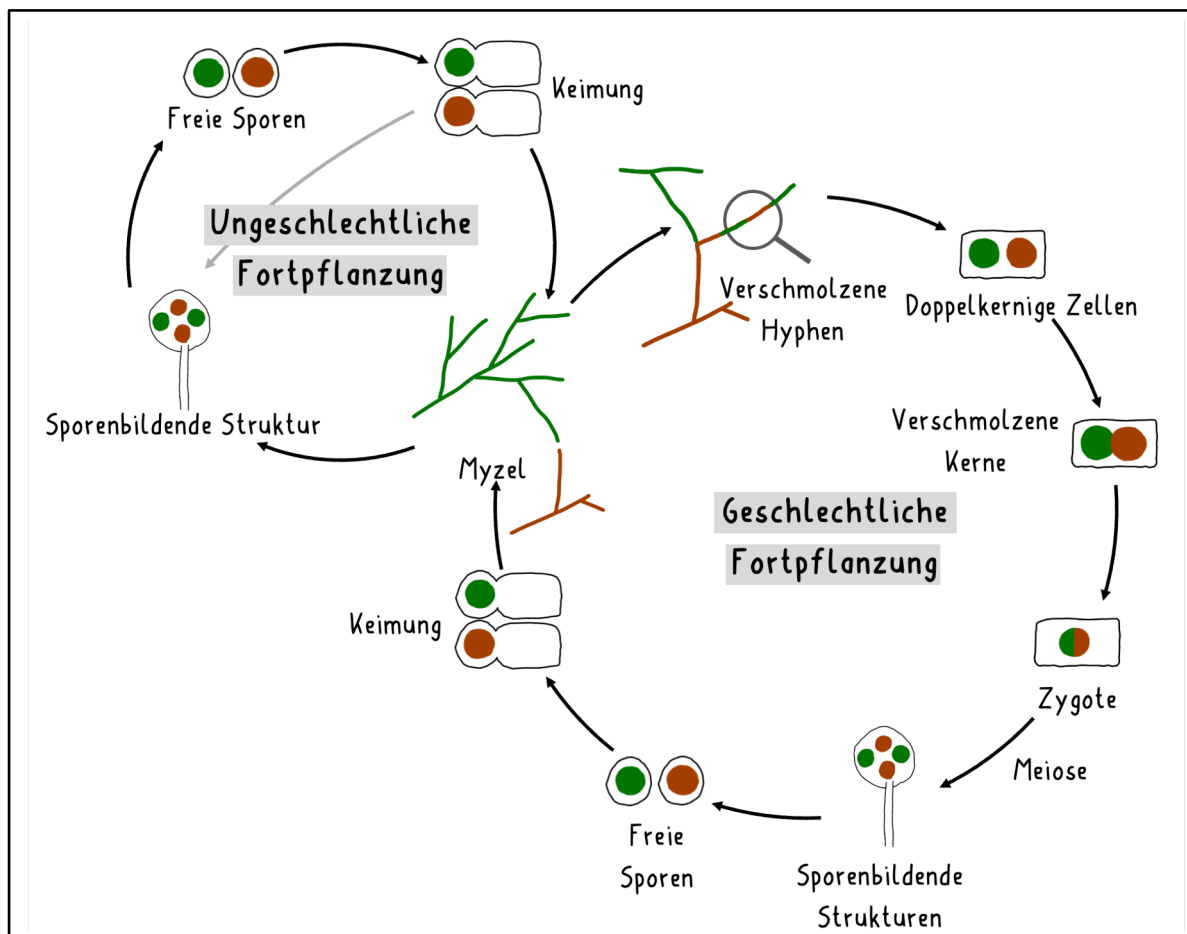 Freie Sporen
Keimung
Ungeschlechtliche
Fortpflanzung
Sporenbildende Struktur
Myzel
Verschmolzene
Hyphen
Doppelkernige Zellen
Verschmolzene
Kerne
Geschlechtliche
Fortpflanzung
Zygote
Meiose
Sporenbildende
Strukturen
Freie
Sporen
Keimung